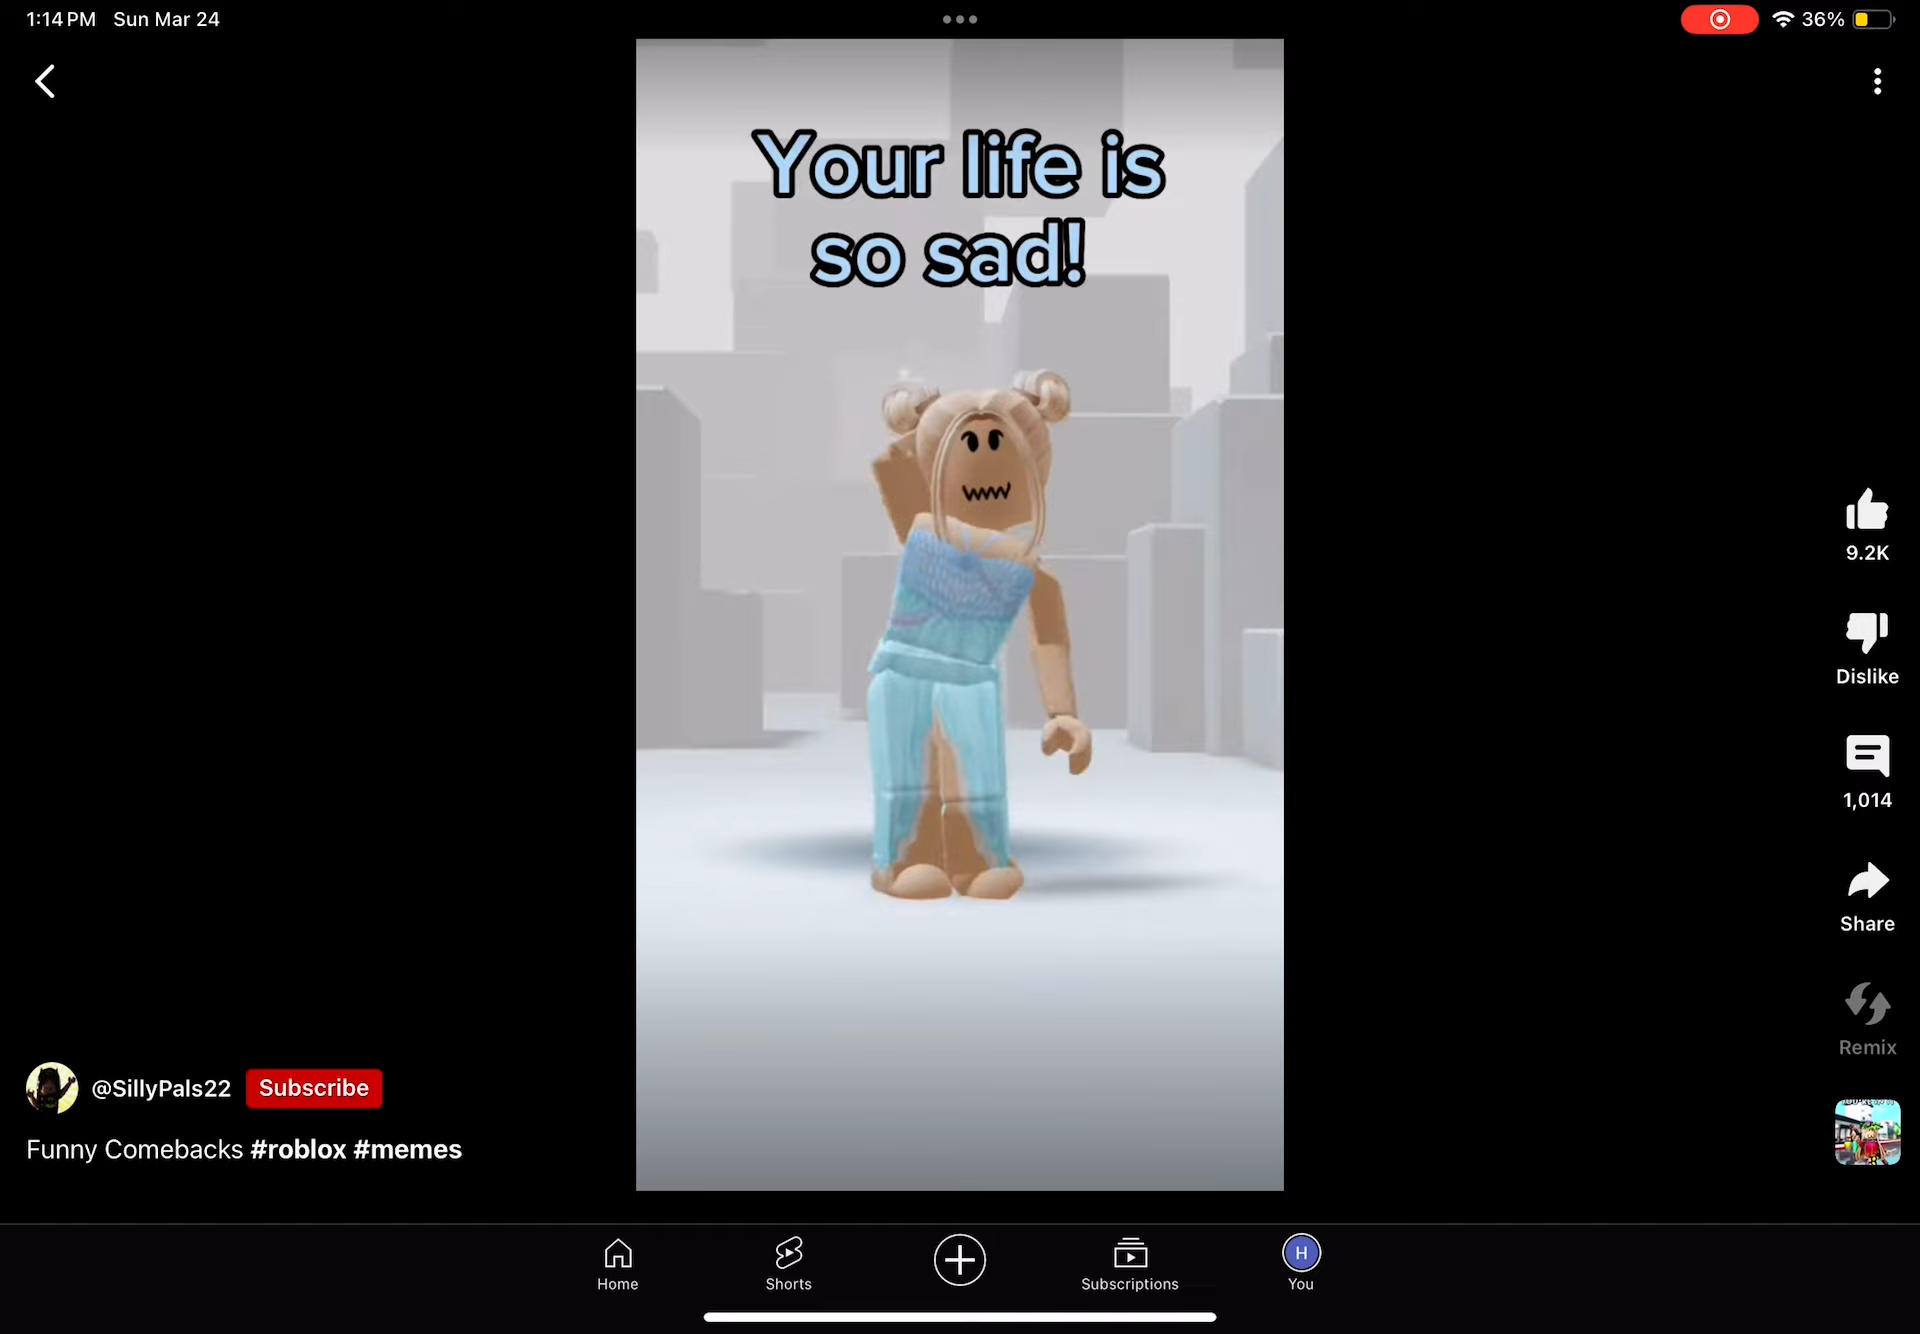 1:14 PM Sun Mar 24
36%
Your life is
so sad!
9.2K
Dislike
1,014
Share
Remix
@SillyPals22 Subscribe
Funny Comebacks #roblox #memes
Home
Shorts
Subscriptions
H
You